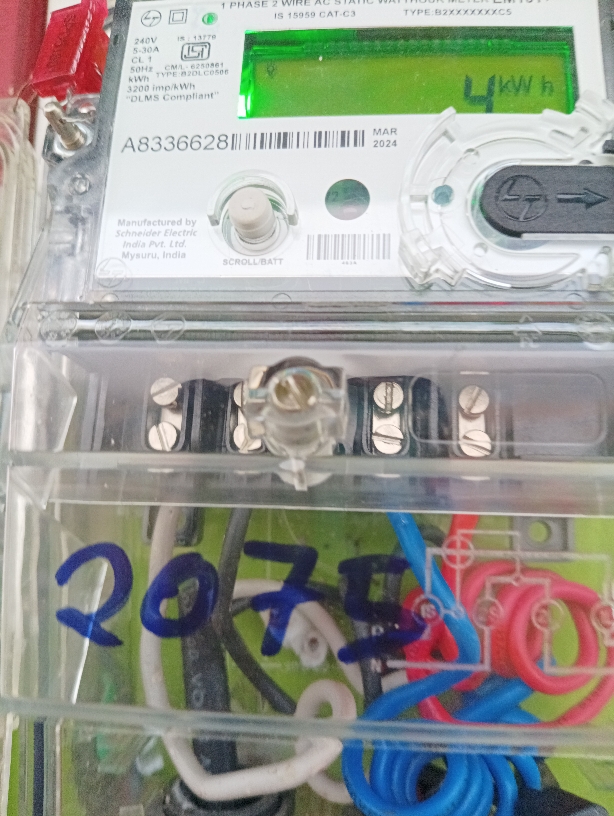 1 PHASE 2 WIRE AC STATIC WATTHOUR METER
IS 15959 CAT-C3 TYPE:B2XXXXXXXC5
240V
5-30A
CL 1
50Hz
kWh
3200 imp/kWh
"DLMS Compliant"
IS : 13779
ISI
CM/L- 6250861
TYPE:B2DLC0506
4 kWh
A8336628
MAR
2024
Manufactured by
Schneider Electric
India Pvt. Ltd.
Mysuru, India
SCROLL/BATT
2075